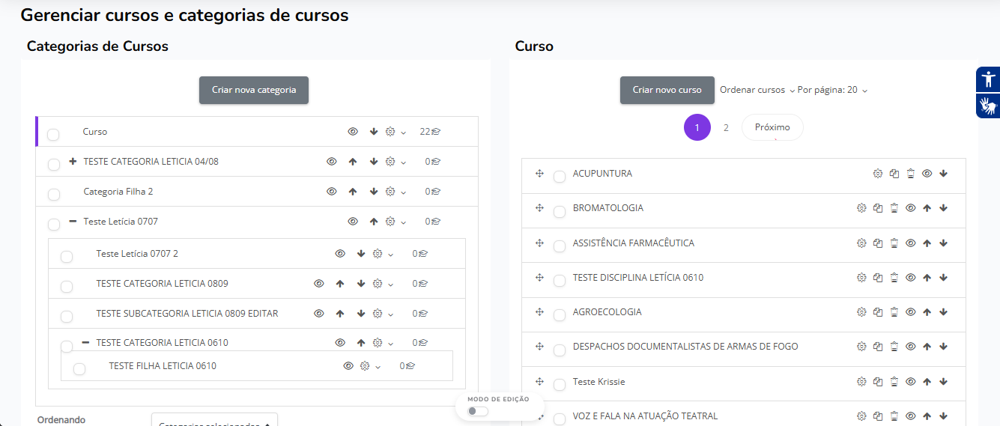 Gerenciar cursos e categorias de cursos
Categorias de Cursos
Criar nova categoria
Curso 22
TESTE CATEGORIA LETICIA 04/08 0
Categoria Filha 2 0
Teste Letícia 0707 0
Teste Letícia 0707 2 0
TESTE CATEGORIA LETICIA 0809 0
TESTE SUBCATEGORIA LETICIA 0809 EDITAR 0
TESTE CATEGORIA LETICIA 0610 0
TESTE FILHA LETICIA 0610 0
Ordenando
Categorias selecionadas
Curso
Criar novo curso Ordenar cursos Por página: 20
1 2 Próximo
ACUPUNTURA
BROMATOLOGIA
ASSISTÊNCIA FARMACÊUTICA
TESTE DISCIPLINA LETÍCIA 0610
AGROECOLOGIA
DESPACHOS DOCUMENTALISTAS DE ARMAS DE FOGO
Teste Krissie
VOZ E FALA NA ATUAÇÃO TEATRAL
MODO DE EDIÇÃO